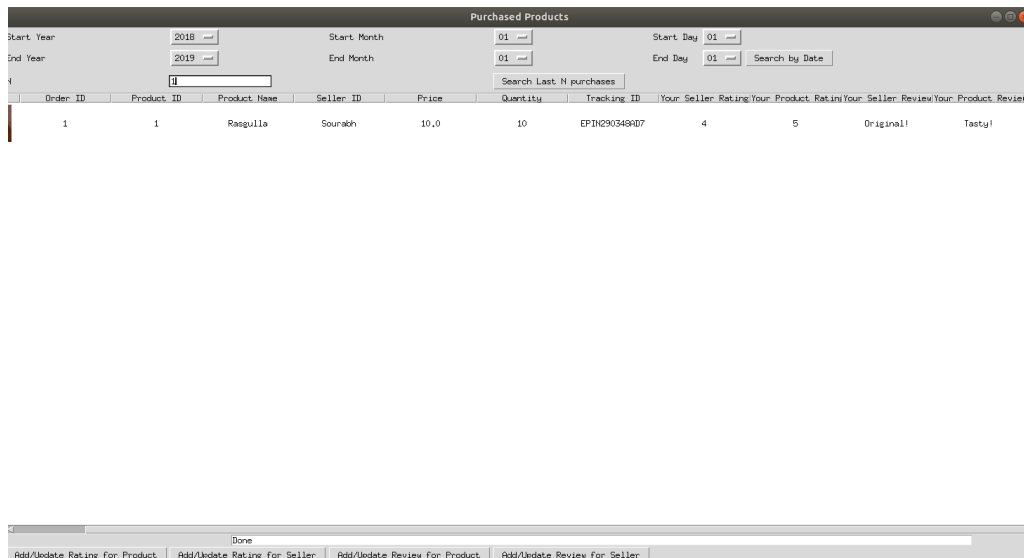 Purchased Products
Start Year 2018 Start Month 01 Start Day 01
End Year 2019 End Month 01 End Day 01 Search by Date
1 Search Last N purchases
Order ID Product ID Product Name Seller ID Price Quantity Tracking ID Your Seller Rating Your Product Ratin Your Seller Review Your Product Review
1 1 Rasgulla Sourabh 10.0 10 EPIN290348AD7 4 5 Original! Tasty!
Done
Add/Update Rating for Product Add/Update Rating for Seller Add/Update Review for Product Add/Update Review for Seller